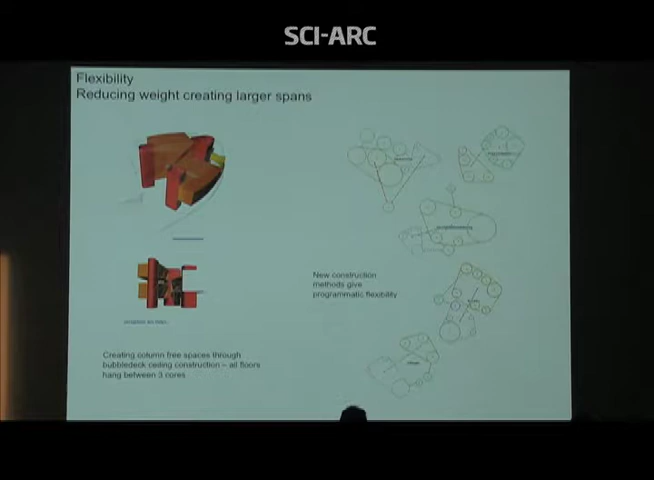 SCI-ARC
Flexibility
Reducing weight creating larger spans
New construction
methods give
programmatic flexibility
Creating column free spaces through
bubbledeck ceiling construction – all floors
hang between 3 cores